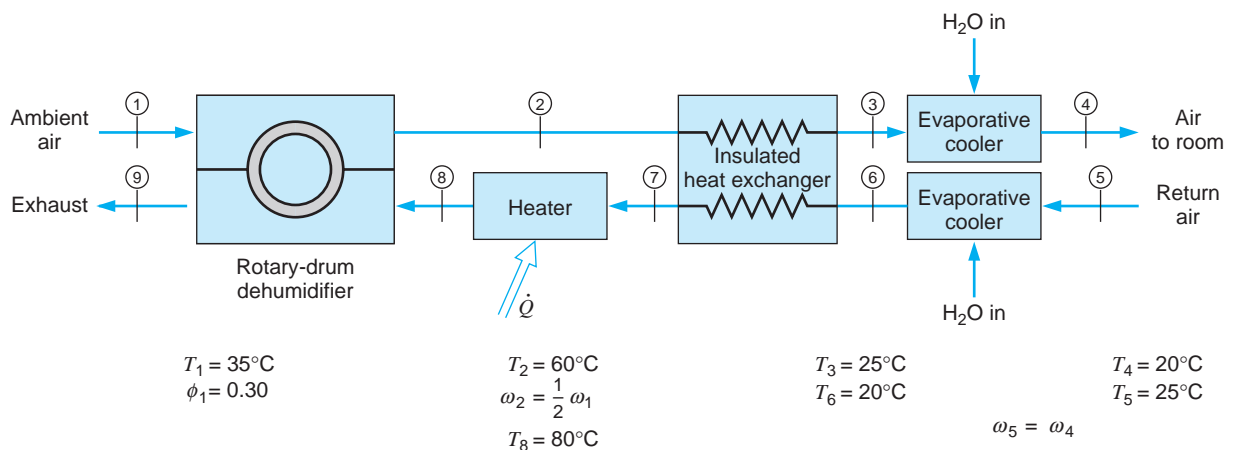 H₂O in
1
2
3
4
Ambient
air
Evaporative
cooler
Air
to room
Insulated
heat exchanger
9
8
7
6
5
Exhaust
Heater
Evaporative
cooler
Return
air
Rotary-drum
dehumidifier
Q̇
H₂O in
T₁ = 35°C
ϕ₁ = 0.30
T₂ = 60°C
ω₂ = 1/2 ω₁
T₈ = 80°C
T₃ = 25°C
T₆ = 20°C
T₄ = 20°C
T₅ = 25°C
ω₅ = ω₄